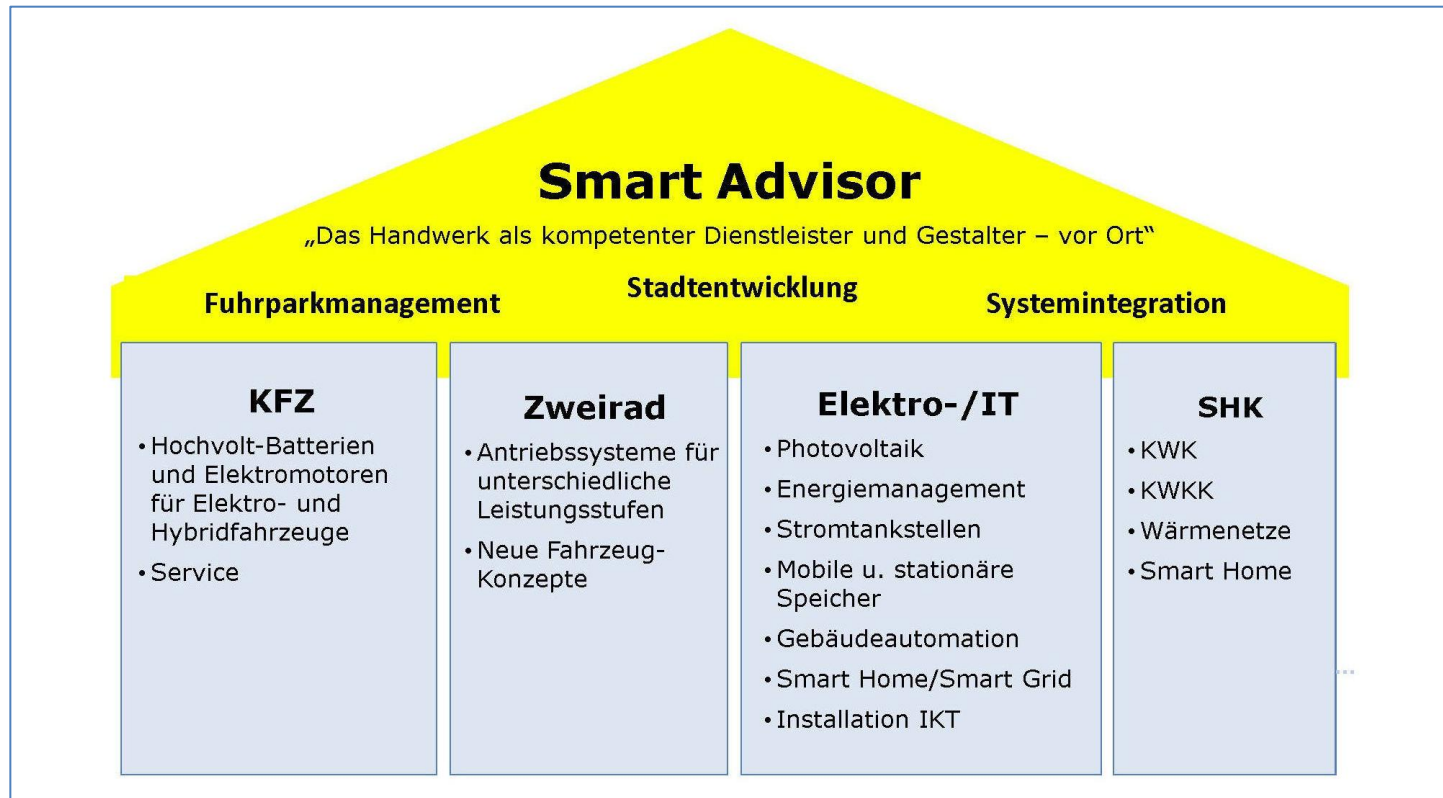 Smart Advisor
„Das Handwerk als kompetenter Dienstleister und Gestalter – vor Ort“
Fuhrparkmanagement
Stadtentwicklung
Systemintegration
KFZ
• Hochvolt-Batterien
und Elektromotoren
für Elektro- und
Hybridfahrzeuge
• Service
Zweirad
• Antriebssysteme für
unterschiedliche
Leistungsstufen
• Neue Fahrzeug-
Konzepte
Elektro-/IT
• Photovoltaik
• Energiemanagement
• Stromtankstellen
• Mobile u. stationäre
Speicher
• Gebäudeautomation
• Smart Home/Smart Grid
• Installation IKT
SHK
• KWK
• KWKK
• Wärmenetze
• Smart Home
...